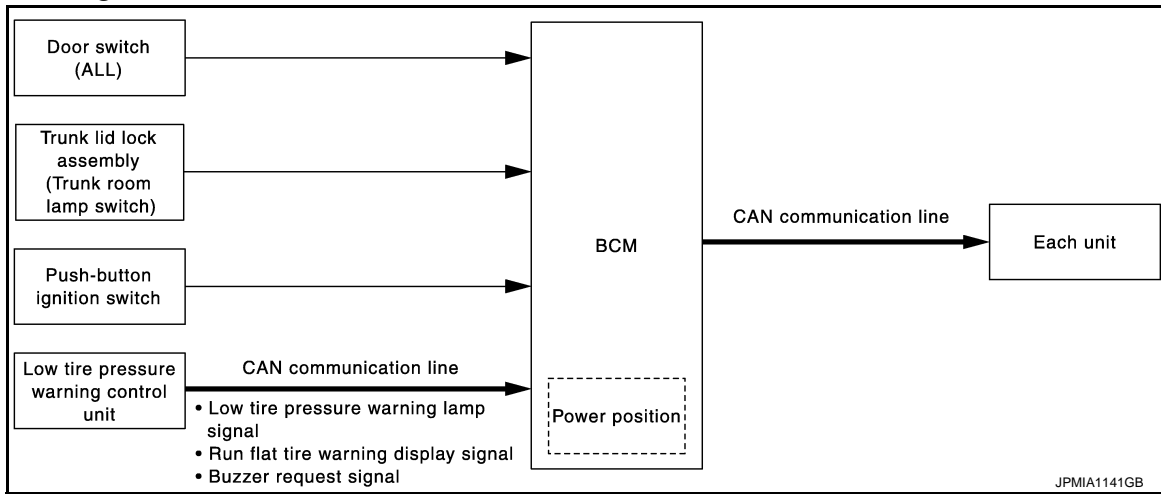 Door switch
(ALL)
Trunk lid lock
assembly
(Trunk room
lamp switch)
Push-button
ignition switch
Low tire pressure
warning control
unit
CAN communication line
• Low tire pressure warning lamp
signal
• Run flat tire warning display signal
• Buzzer request signal
BCM
Power position
CAN communication line
Each unit
JPMIA1141GB